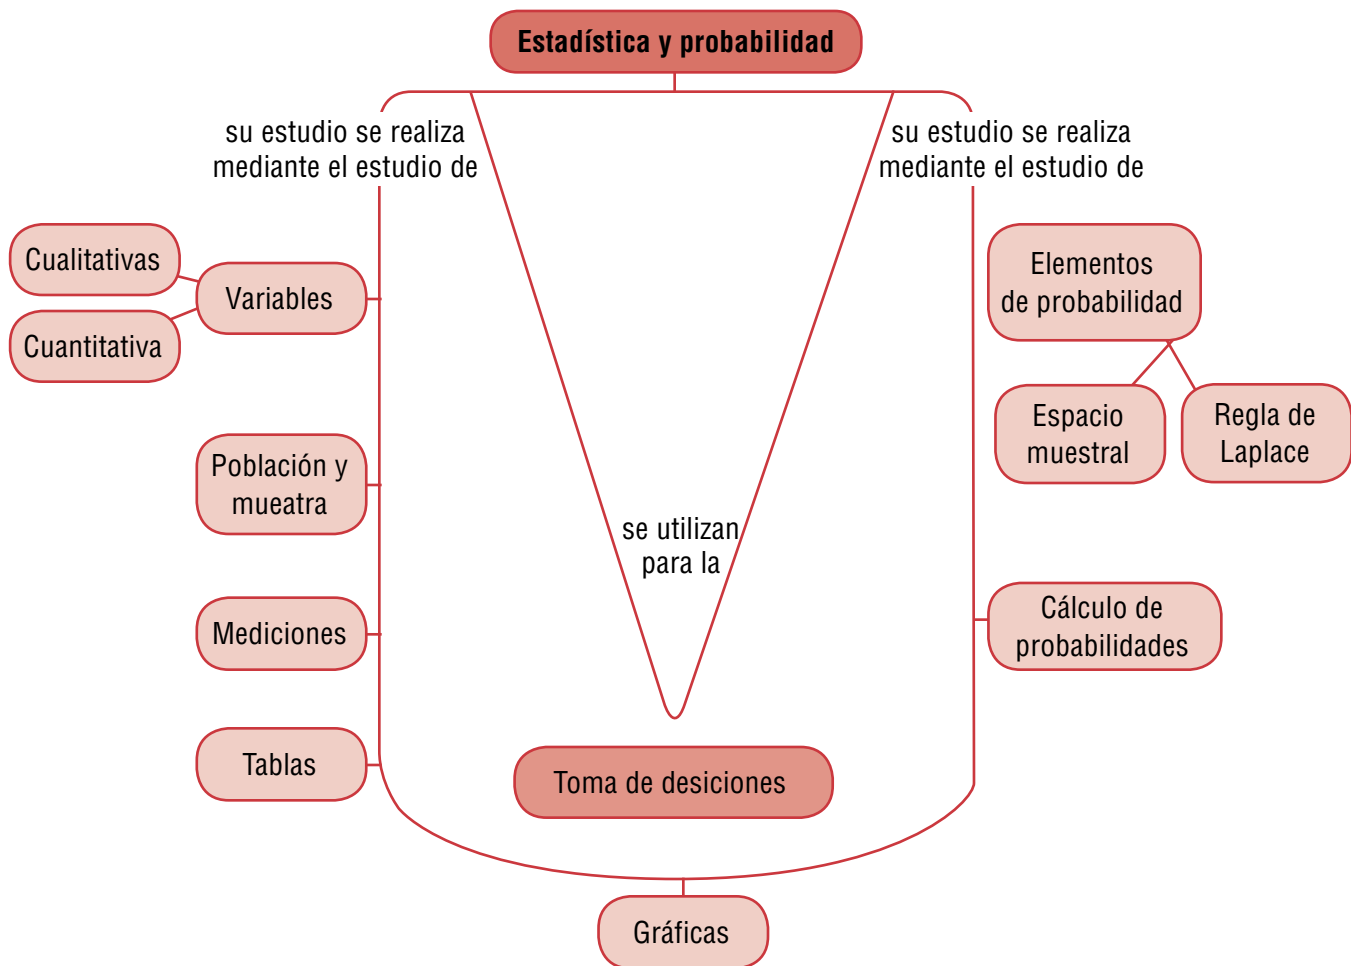 Estadística y probabilidad
su estudio se realiza
mediante el estudio de
su estudio se realiza
mediante el estudio de
Cualitativas
Cuantitativa
Variables
Elementos
de probabilidad
Espacio
muestral
Regla de
Laplace
Población y
mueatra
se utilizan
para la
Mediciones
Cálculo de
probabilidades
Tablas
Toma de desiciones
Gráficas